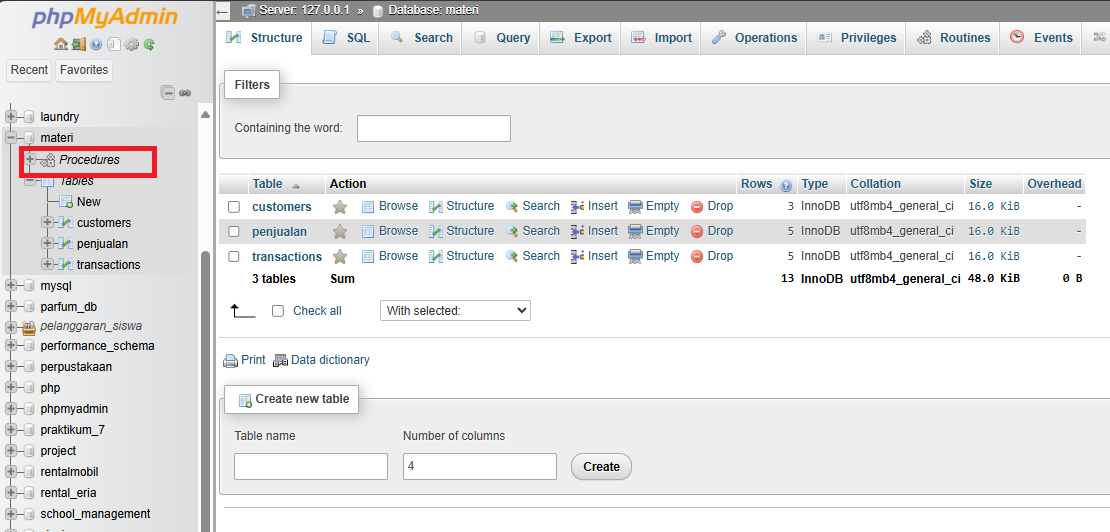 phpMyAdmin
Recent Favorites
laundry
materi
Procedures
Tables
New
customers
penjualan
transactions
mysql
parfum_db
pelanggaran_siswa
performance_schema
perpustakaan
php
phpmyadmin
praktikum_7
project
rentalmobil
rental_eria
school_management
Server: 127.0.0.1 » Database: materi
Structure SQL Search Query Export Import Operations Privileges Routines Events
Filters
Containing the word:
Table Action Rows Type Collation Size Overhead
customers Browse Structure Search Insert Empty Drop 3 InnoDB utf8mb4_general_ci 16.0 KiB -
penjualan Browse Structure Search Insert Empty Drop 5 InnoDB utf8mb4_general_ci 16.0 KiB -
transactions Browse Structure Search Insert Empty Drop 5 InnoDB utf8mb4_general_ci 16.0 KiB -
3 tables Sum 13 InnoDB utf8mb4_general_ci 48.0 KiB 0 B
Check all With selected:
Print Data dictionary
Create new table
Table name Number of columns
4 Create